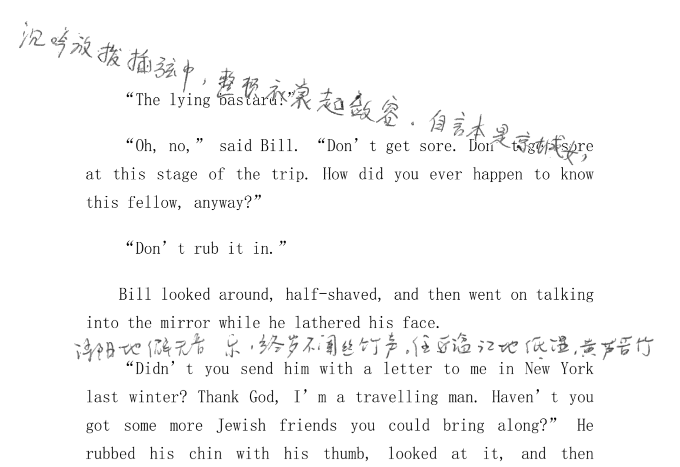 沉吟放拨插弦中，整顿衣裳起敛容．自言本是京城女，
“The lying bastard!”
“Oh, no,” said Bill. “Don’t get sore. Don’t get sore
at this stage of the trip. How did you ever happen to know
this fellow, anyway?”
“Don’t rub it in.”
Bill looked around, half-shaved, and then went on talking
into the mirror while he lathered his face.
浔阳地僻无音乐，终岁不闻丝竹声，住近湓江地低湿，黄芦苦竹
“Didn’t you send him with a letter to me in New York
last winter? Thank God, I’m a travelling man. Haven’t you
got some more Jewish friends you could bring along?” He
rubbed his chin with his thumb, looked at it, and then